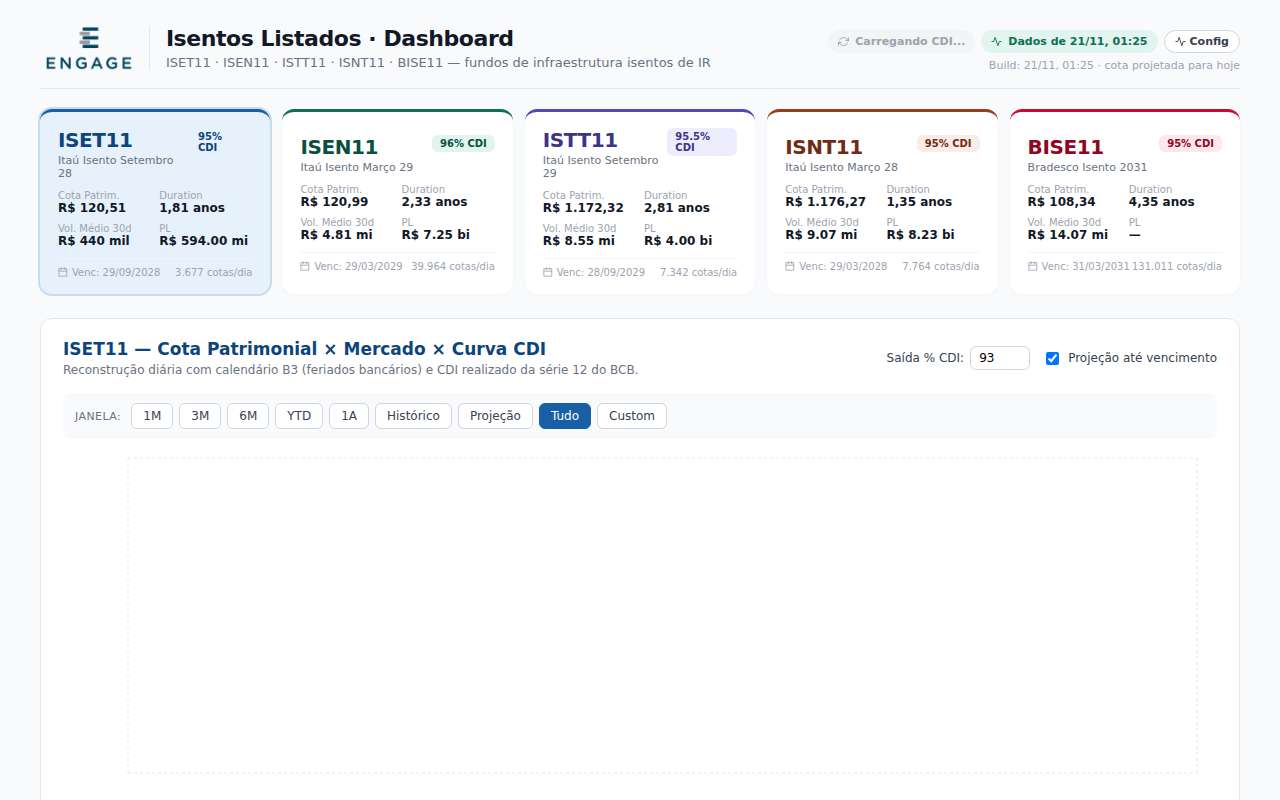 ENGAGE
Isentos Listados · Dashboard
ISET11 · ISEN11 · ISTT11 · ISNT11 · BISE11 — fundos de infraestrutura isentos de IR
Carregando CDI...
Dados de 21/11, 01:25
Config
Build: 21/11, 01:25 · cota projetada para hoje
ISET11
95% CDI
Itaú Isento Setembro 28
Cota Patrim.
R$ 120,51
Duration
1,81 anos
Vol. Médio 30d
R$ 440 mil
PL
R$ 594.00 mi
Venc: 29/09/2028
3.677 cotas/dia
ISEN11
96% CDI
Itaú Isento Março 29
Cota Patrim.
R$ 120,99
Duration
2,33 anos
Vol. Médio 30d
R$ 4.81 mi
PL
R$ 7.25 bi
Venc: 29/03/2029
39.964 cotas/dia
ISTT11
95.5% CDI
Itaú Isento Setembro 29
Cota Patrim.
R$ 1.172,32
Duration
2,81 anos
Vol. Médio 30d
R$ 8.55 mi
PL
R$ 4.00 bi
Venc: 28/09/2029
7.342 cotas/dia
ISNT11
95% CDI
Itaú Isento Março 28
Cota Patrim.
R$ 1.176,27
Duration
1,35 anos
Vol. Médio 30d
R$ 9.07 mi
PL
R$ 8.23 bi
Venc: 29/03/2028
7.764 cotas/dia
BISE11
95% CDI
Bradesco Isento 2031
Cota Patrim.
R$ 108,34
Duration
4,35 anos
Vol. Médio 30d
R$ 14.07 mi
PL
—
Venc: 31/03/2031
131.011 cotas/dia
ISET11 — Cota Patrimonial × Mercado × Curva CDI
Reconstrução diária com calendário B3 (feriados bancários) e CDI realizado da série 12 do BCB.
Saída % CDI: 93
Projeção até vencimento
JANELA: 1M 3M 6M YTD 1A Histórico Projeção Tudo Custom